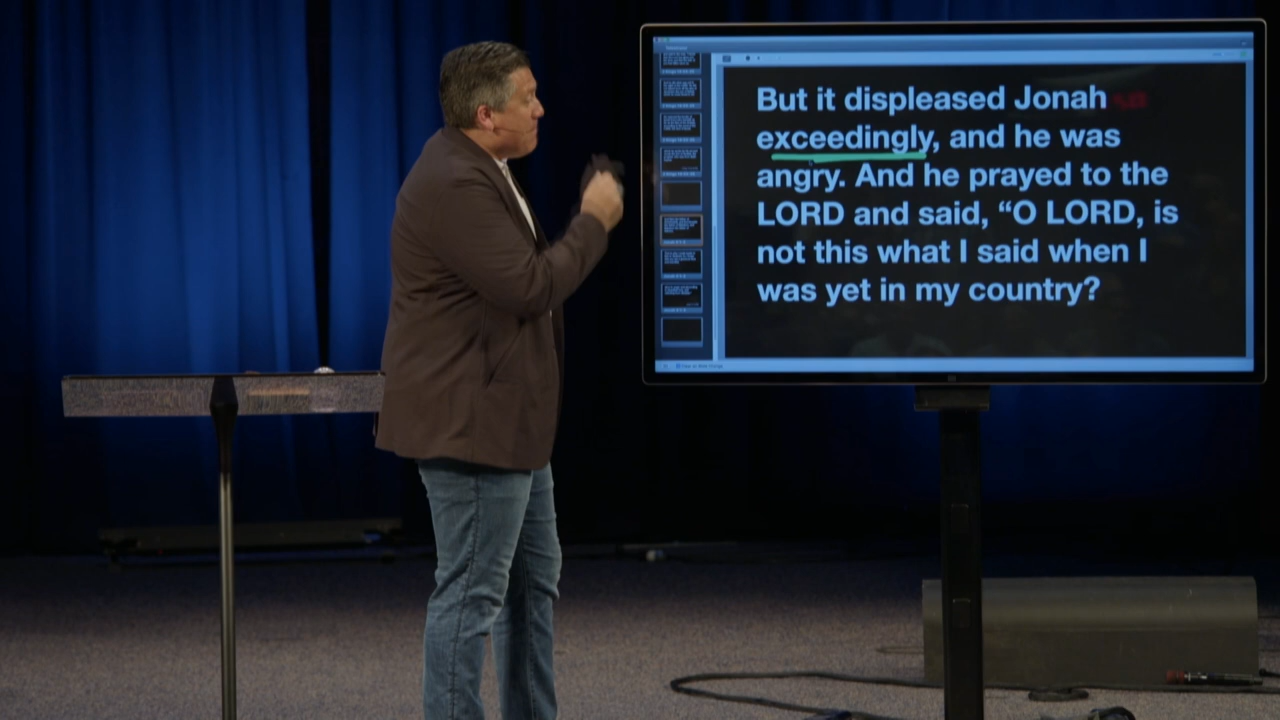 But it displeased Jonah
exceedingly, and he was
angry. And he prayed to the
LORD and said, “O LORD, is
not this what I said when I
was yet in my country?